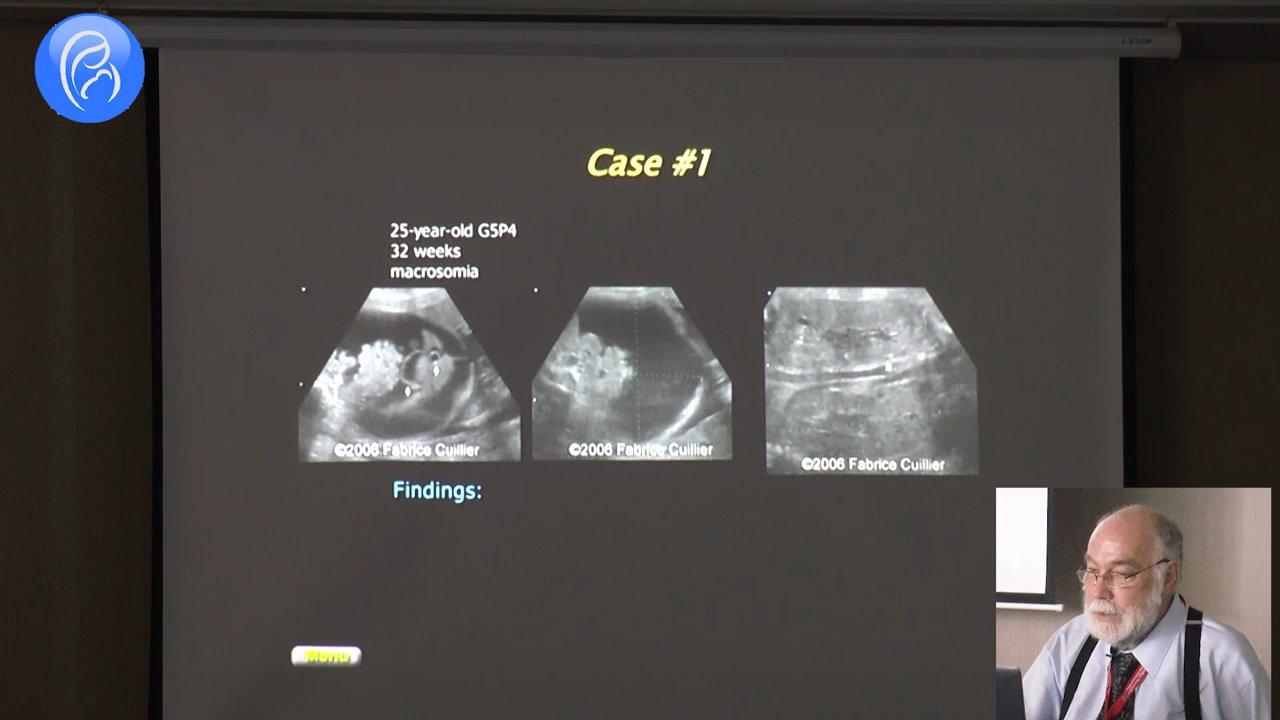 i-View
Case #1
25-year-old G5P4
32 weeks
macrosomia
©2006 Fabrice Cuillier
©2006 Fabrice Cuillier
©2006 Fabrice Cuillier
Findings:
Menu